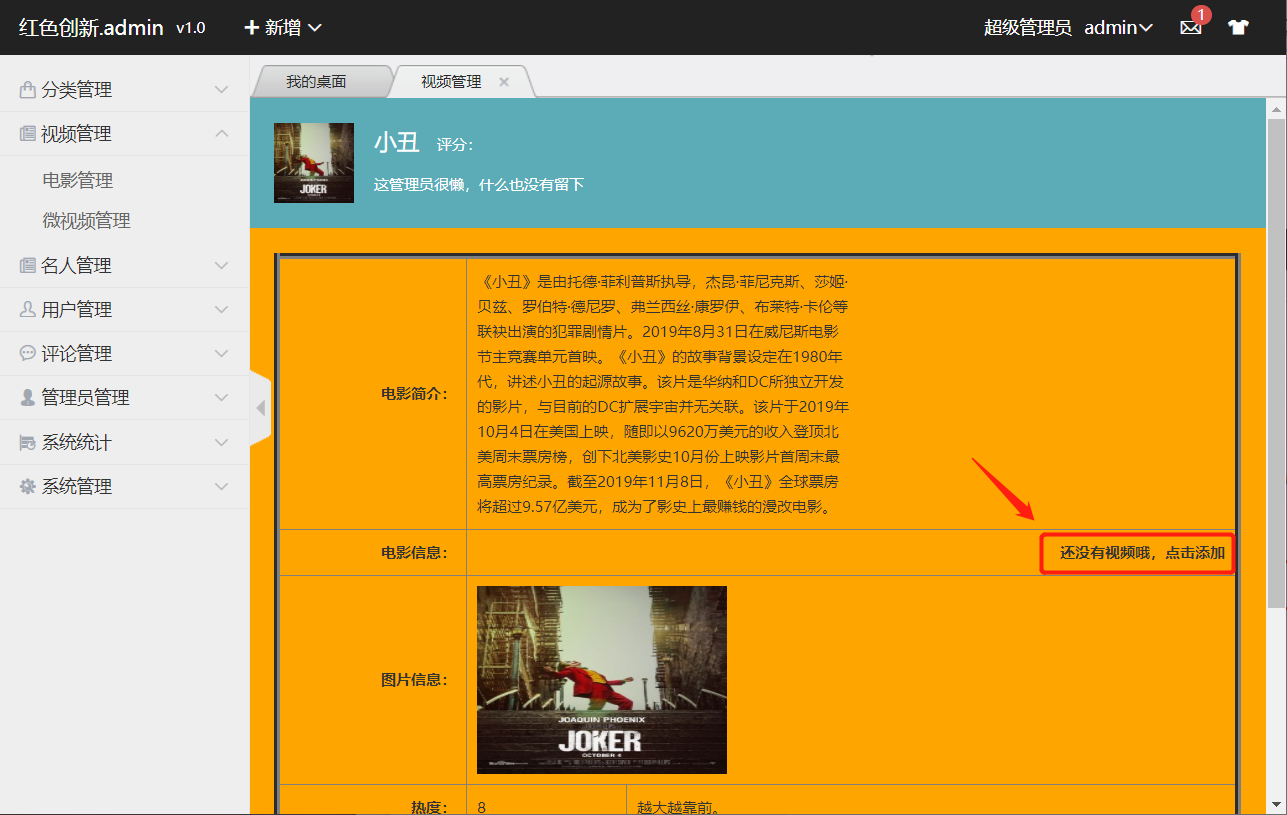 红色创新.admin v1.0 新增 超级管理员 admin 1
我的桌面 视频管理
分类管理
视频管理
电影管理
微视频管理
名人管理
用户管理
评论管理
管理员管理
系统统计
系统管理
JOKER
小丑 评分：
这管理员很懒，什么也没有留下
电影简介：
《小丑》是由托德·菲利普斯执导，杰昆·菲尼克斯、莎姬·
贝兹、罗伯特·德尼罗、弗兰西丝·康罗伊、布莱特·卡伦等
联袂出演的犯罪剧情片。2019年8月31日在威尼斯电影
节主竞赛单元首映。《小丑》的故事背景设定在1980年
代，讲述小丑的起源故事。该片是华纳和DC所独立开发
的影片，与目前的DC扩展宇宙并无关联。该片于2019年
10月4日在美国上映，随即以9620万美元的收入登顶北
美周末票房榜，创下北美影史10月份上映影片首周末最
高票房纪录。截至2019年11月8日，《小丑》全球票房
将超过9.57亿美元，成为了影史上最赚钱的漫改电影。
电影信息： 还没有视频哦，点击添加
图片信息：
JOAQUIN PHOENIX
JOKER
OCTOBER 4
热度： 8 越大越靠前。